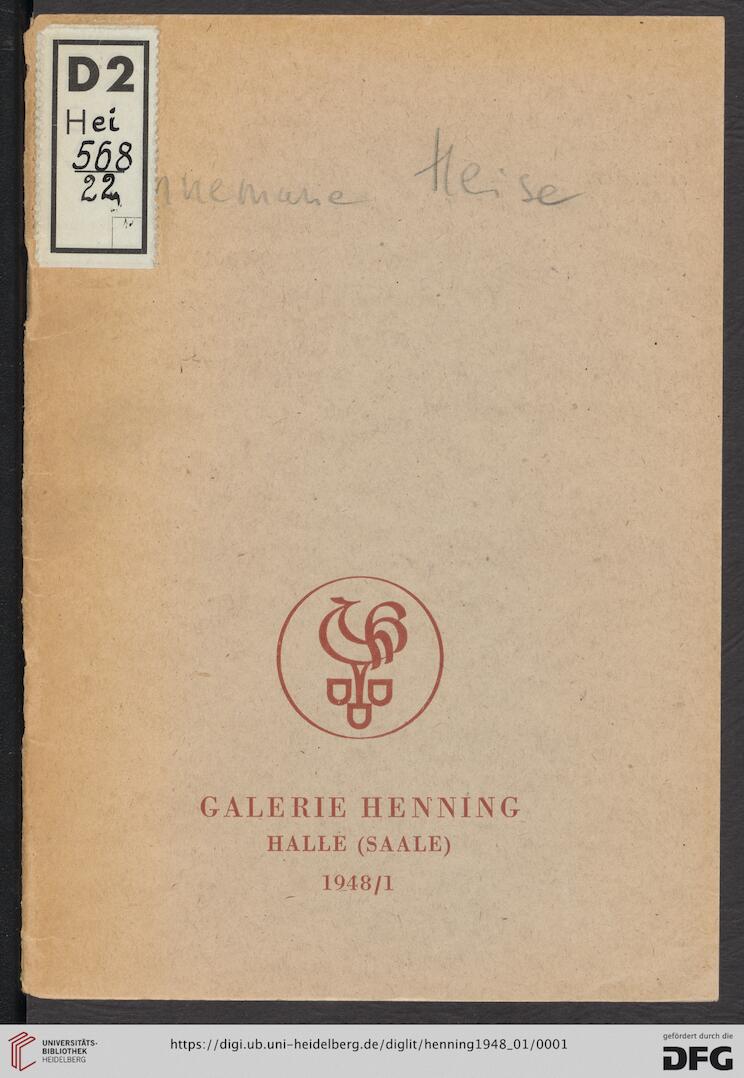 D2
Hei
568
22
Heise
GALERIE HENNING
HALLE (SAALE)
1948/1
UNIVERSITÄTS-
BIBLIOTHEK
HEIDELBERG
https://digi.ub.uni-heidelberg.de/diglit/henning1948_01/0001
gefördert durch die
DFG